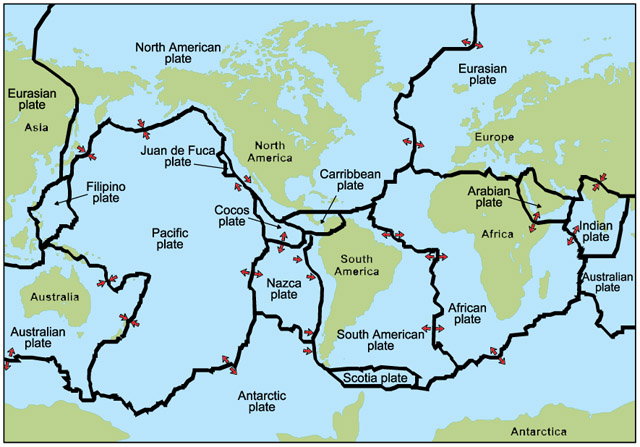 North American
plate
Eurasian
plate
Eurasian
plate
Asia
Europe
North
America
Juan de Fuca
plate
Carribbean
plate
Filipino
plate
Arabian
plate
Cocos
plate
Africa
Indian
plate
Pacific
plate
South
America
Nazca
plate
Australian
plate
Australia
African
plate
Australian
plate
South American
plate
Scotia plate
Antarctic
plate
Antarctica